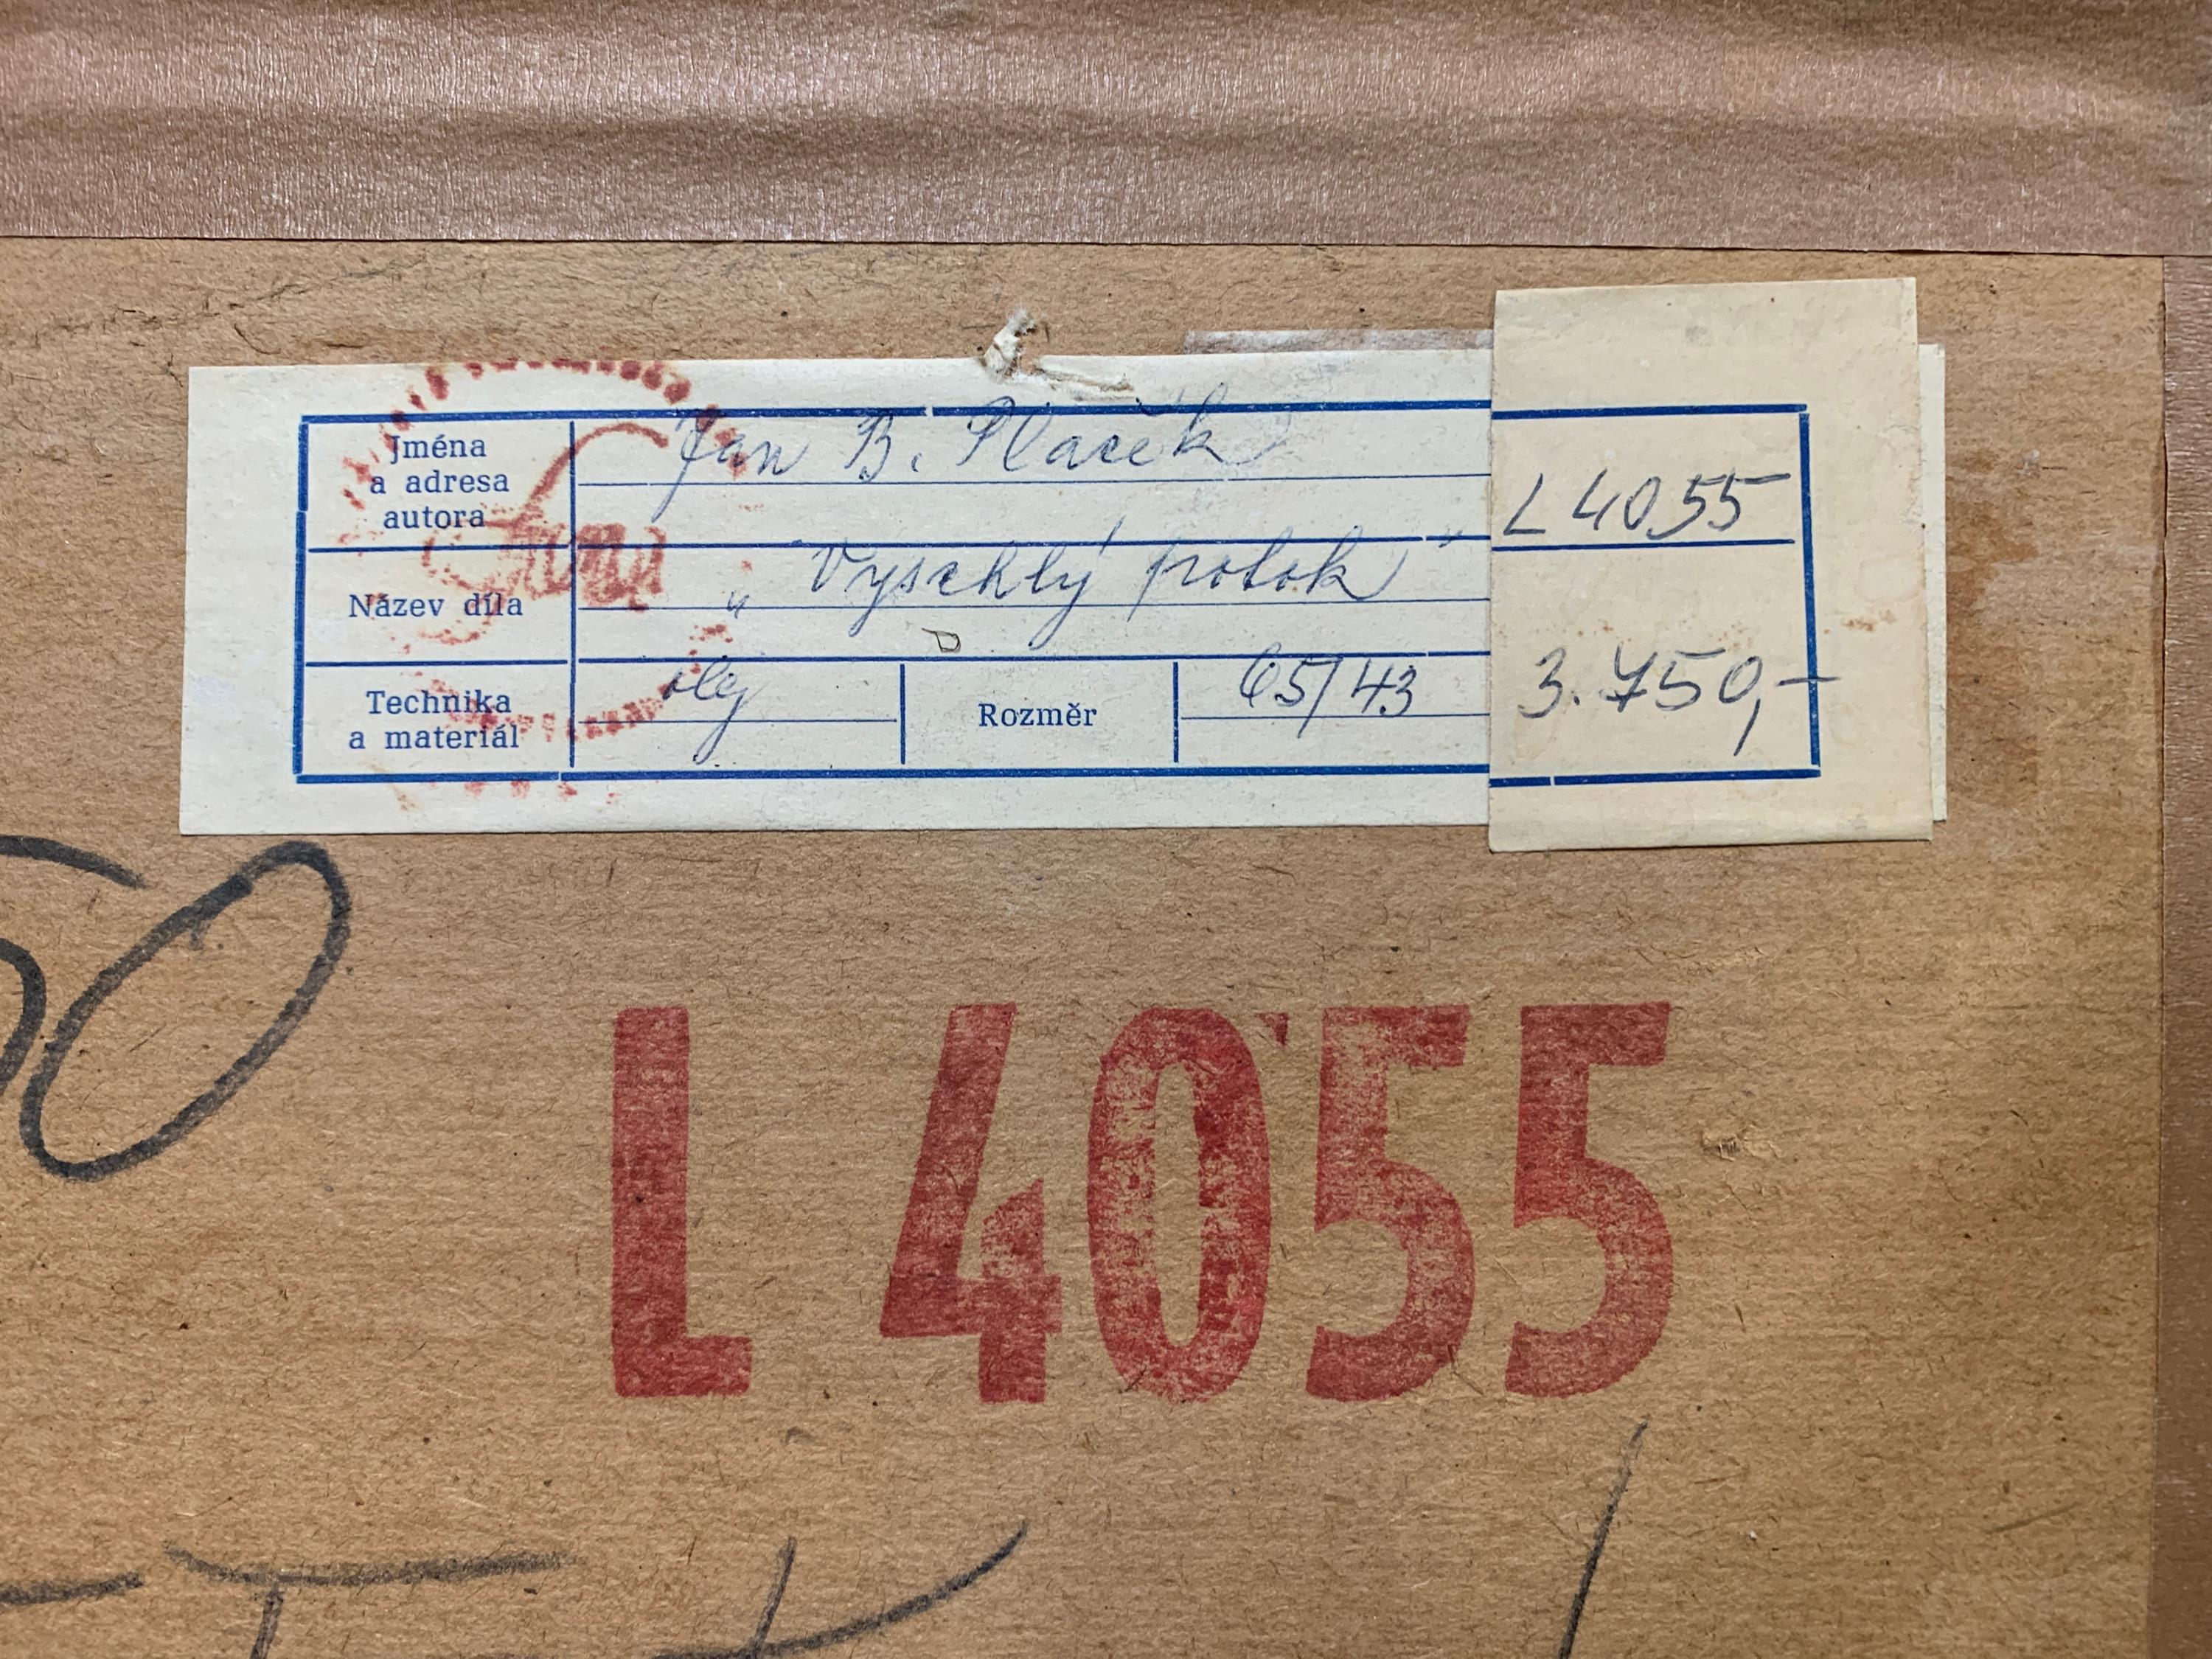 Jména
a adresa
autora
Jan B. Plaček
L 4055
Název díla
„Vyschlý potok"
Technika
a materiál
olej
Rozměr
65/43
3.750,-
50
L 4055